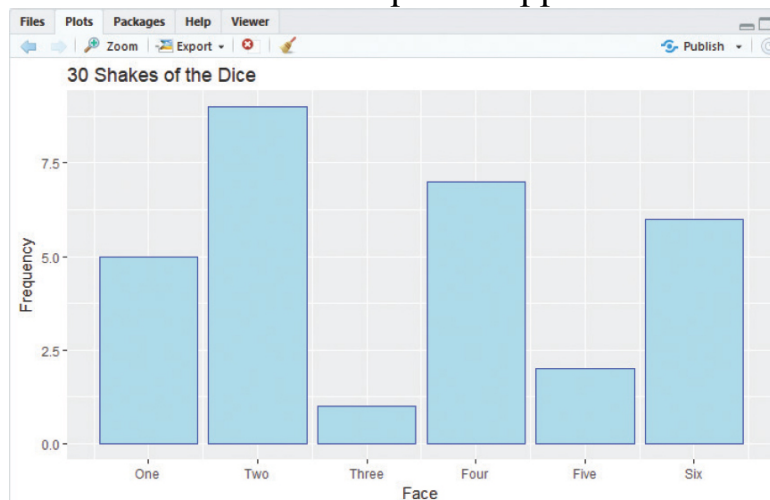 Files Plots Packages Help Viewer
Zoom Export Publish
30 Shakes of the Dice
7.5
5.0
2.5
0.0
Frequency
One Two Three Four Five Six
Face